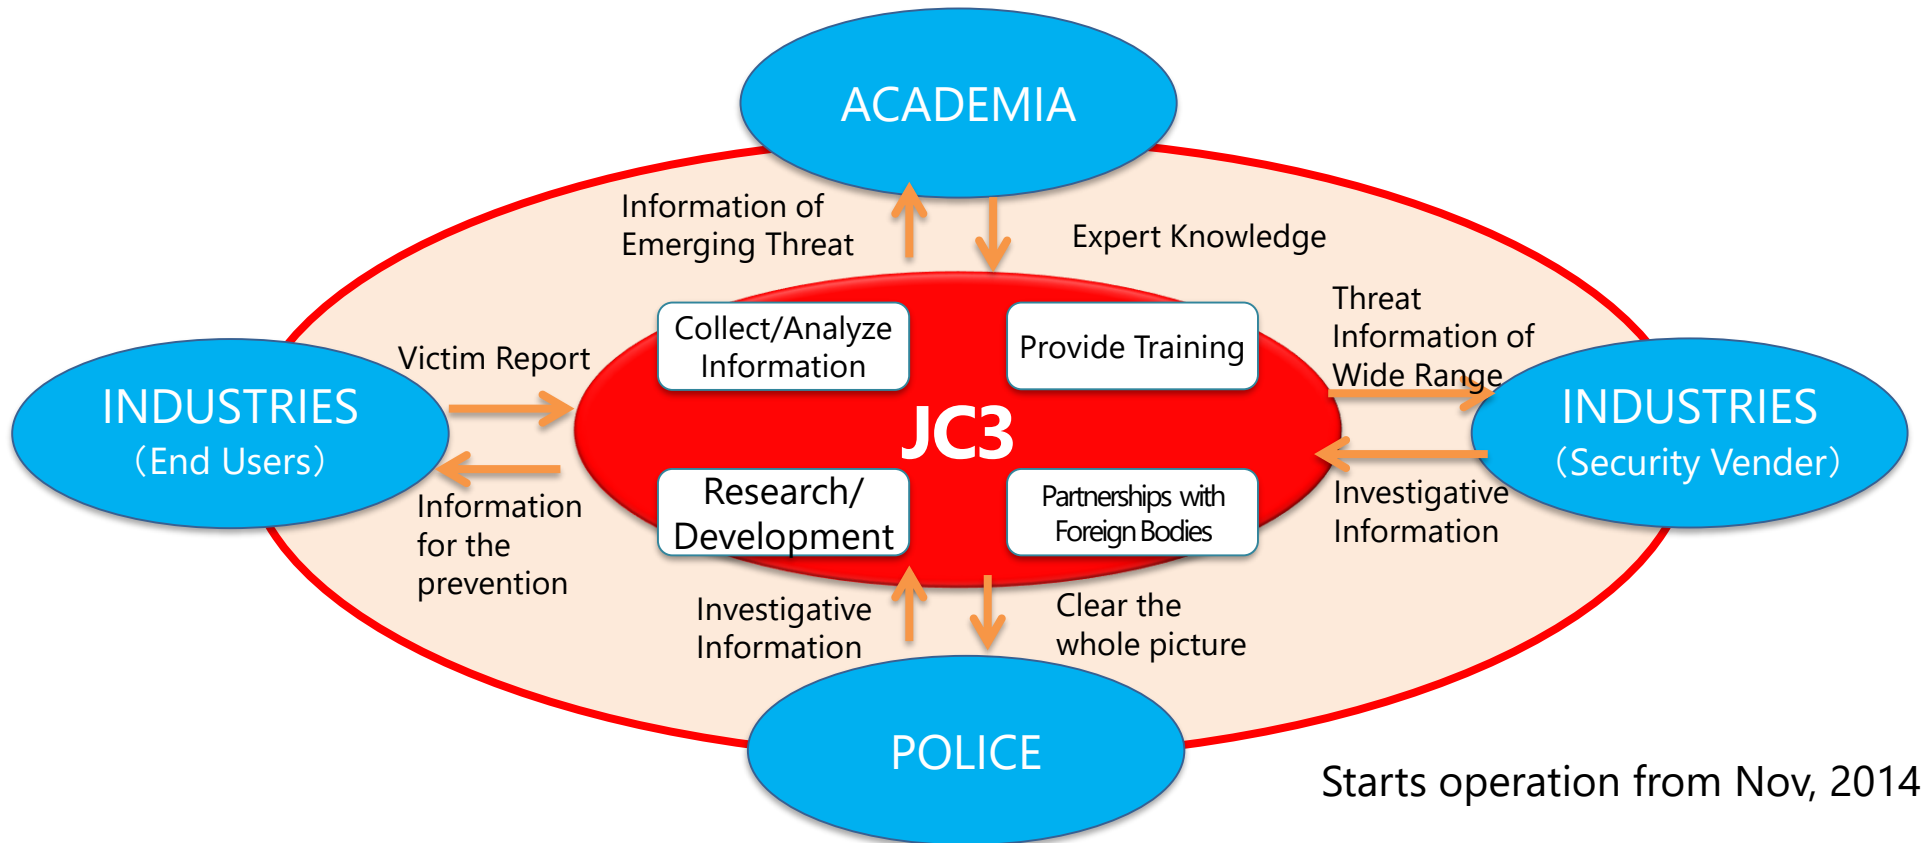 ACADEMIA
Information of
Emerging Threat
Expert Knowledge
Threat
Information of
Wide Range
Collect/Analyze
Information
Provide Training
Victim Report
INDUSTRIES
（End Users）
JC3
INDUSTRIES
（Security Vender）
Information
for the
prevention
Research/
Development
Partnerships with
Foreign Bodies
Investigative
Information
Investigative
Information
Clear the
whole picture
POLICE
Starts operation from Nov, 2014